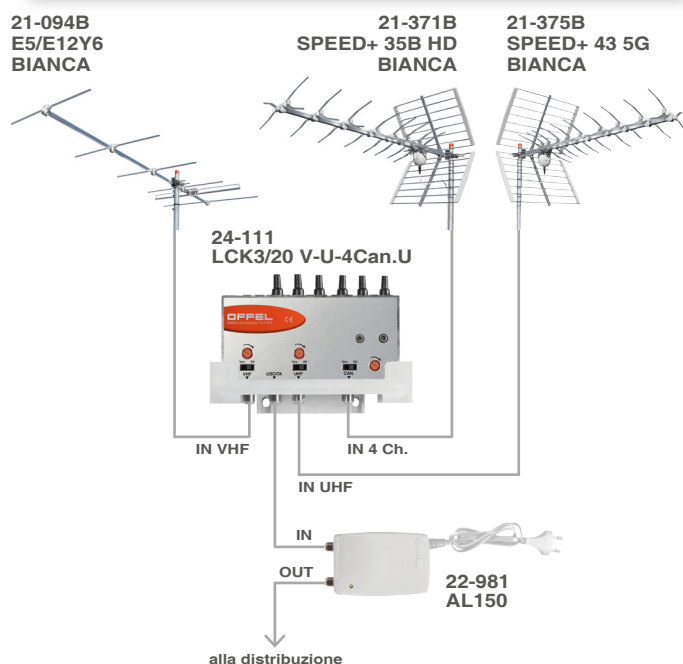 21-094B
E5/E12Y6
BIANCA
21-371B
SPEED+ 35B HD
BIANCA
21-375B
SPEED+ 43 5G
BIANCA
24-111
LCK3/20 V-U-4Can.U
OFFEL
CE
VHF
USCITA
UHF
CAN.
IN VHF
IN 4 Ch.
IN UHF
IN
OFFEL
OUT
22-981
AL150
alla distribuzione